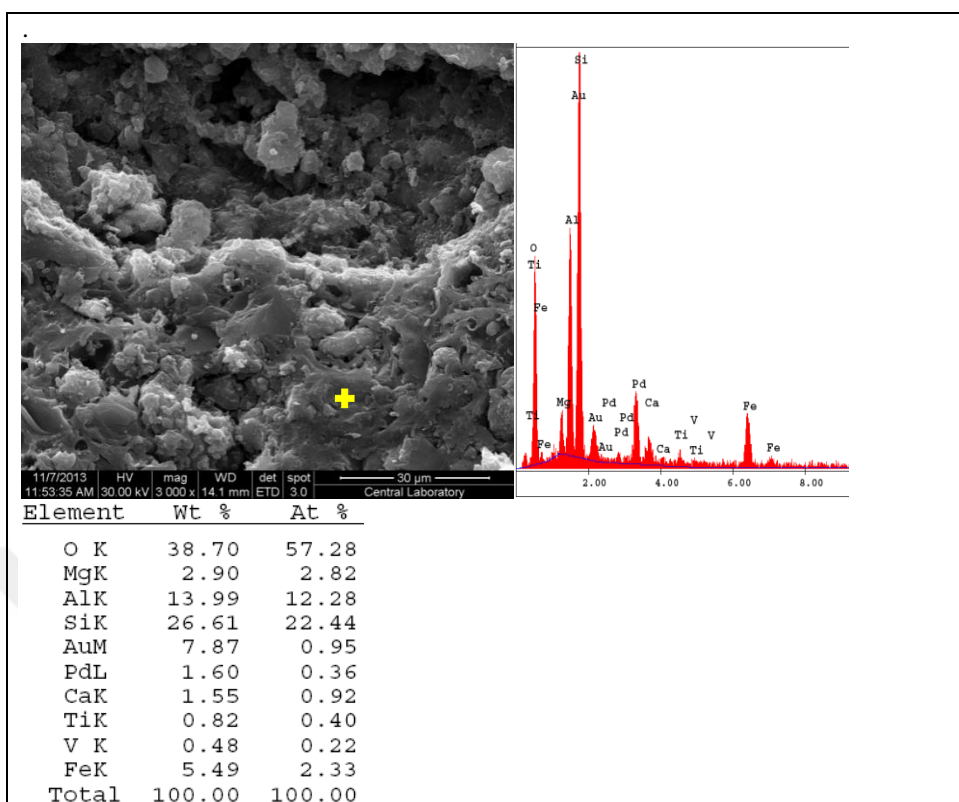 .
11/7/2013 HV mag WD det spot 30 µm
11:53:35 AM 30.00 kV 3 000 x 14.1 mm ETD 3.0 Central Laboratory
Si
Au
Al
O
Ti
Fe
Ti
Fe
Mg
Au
Pd
Au
Pd
Pd
Pd
Ca
Ca
Ti
V
Ti
V
Fe
Fe
2.00 4.00 6.00 8.00
Element Wt % At %
O K 38.70 57.28
MgK 2.90 2.82
AlK 13.99 12.28
SiK 26.61 22.44
AuM 7.87 0.95
PdL 1.60 0.36
CaK 1.55 0.92
TiK 0.82 0.40
V K 0.48 0.22
FeK 5.49 2.33
Total 100.00 100.00